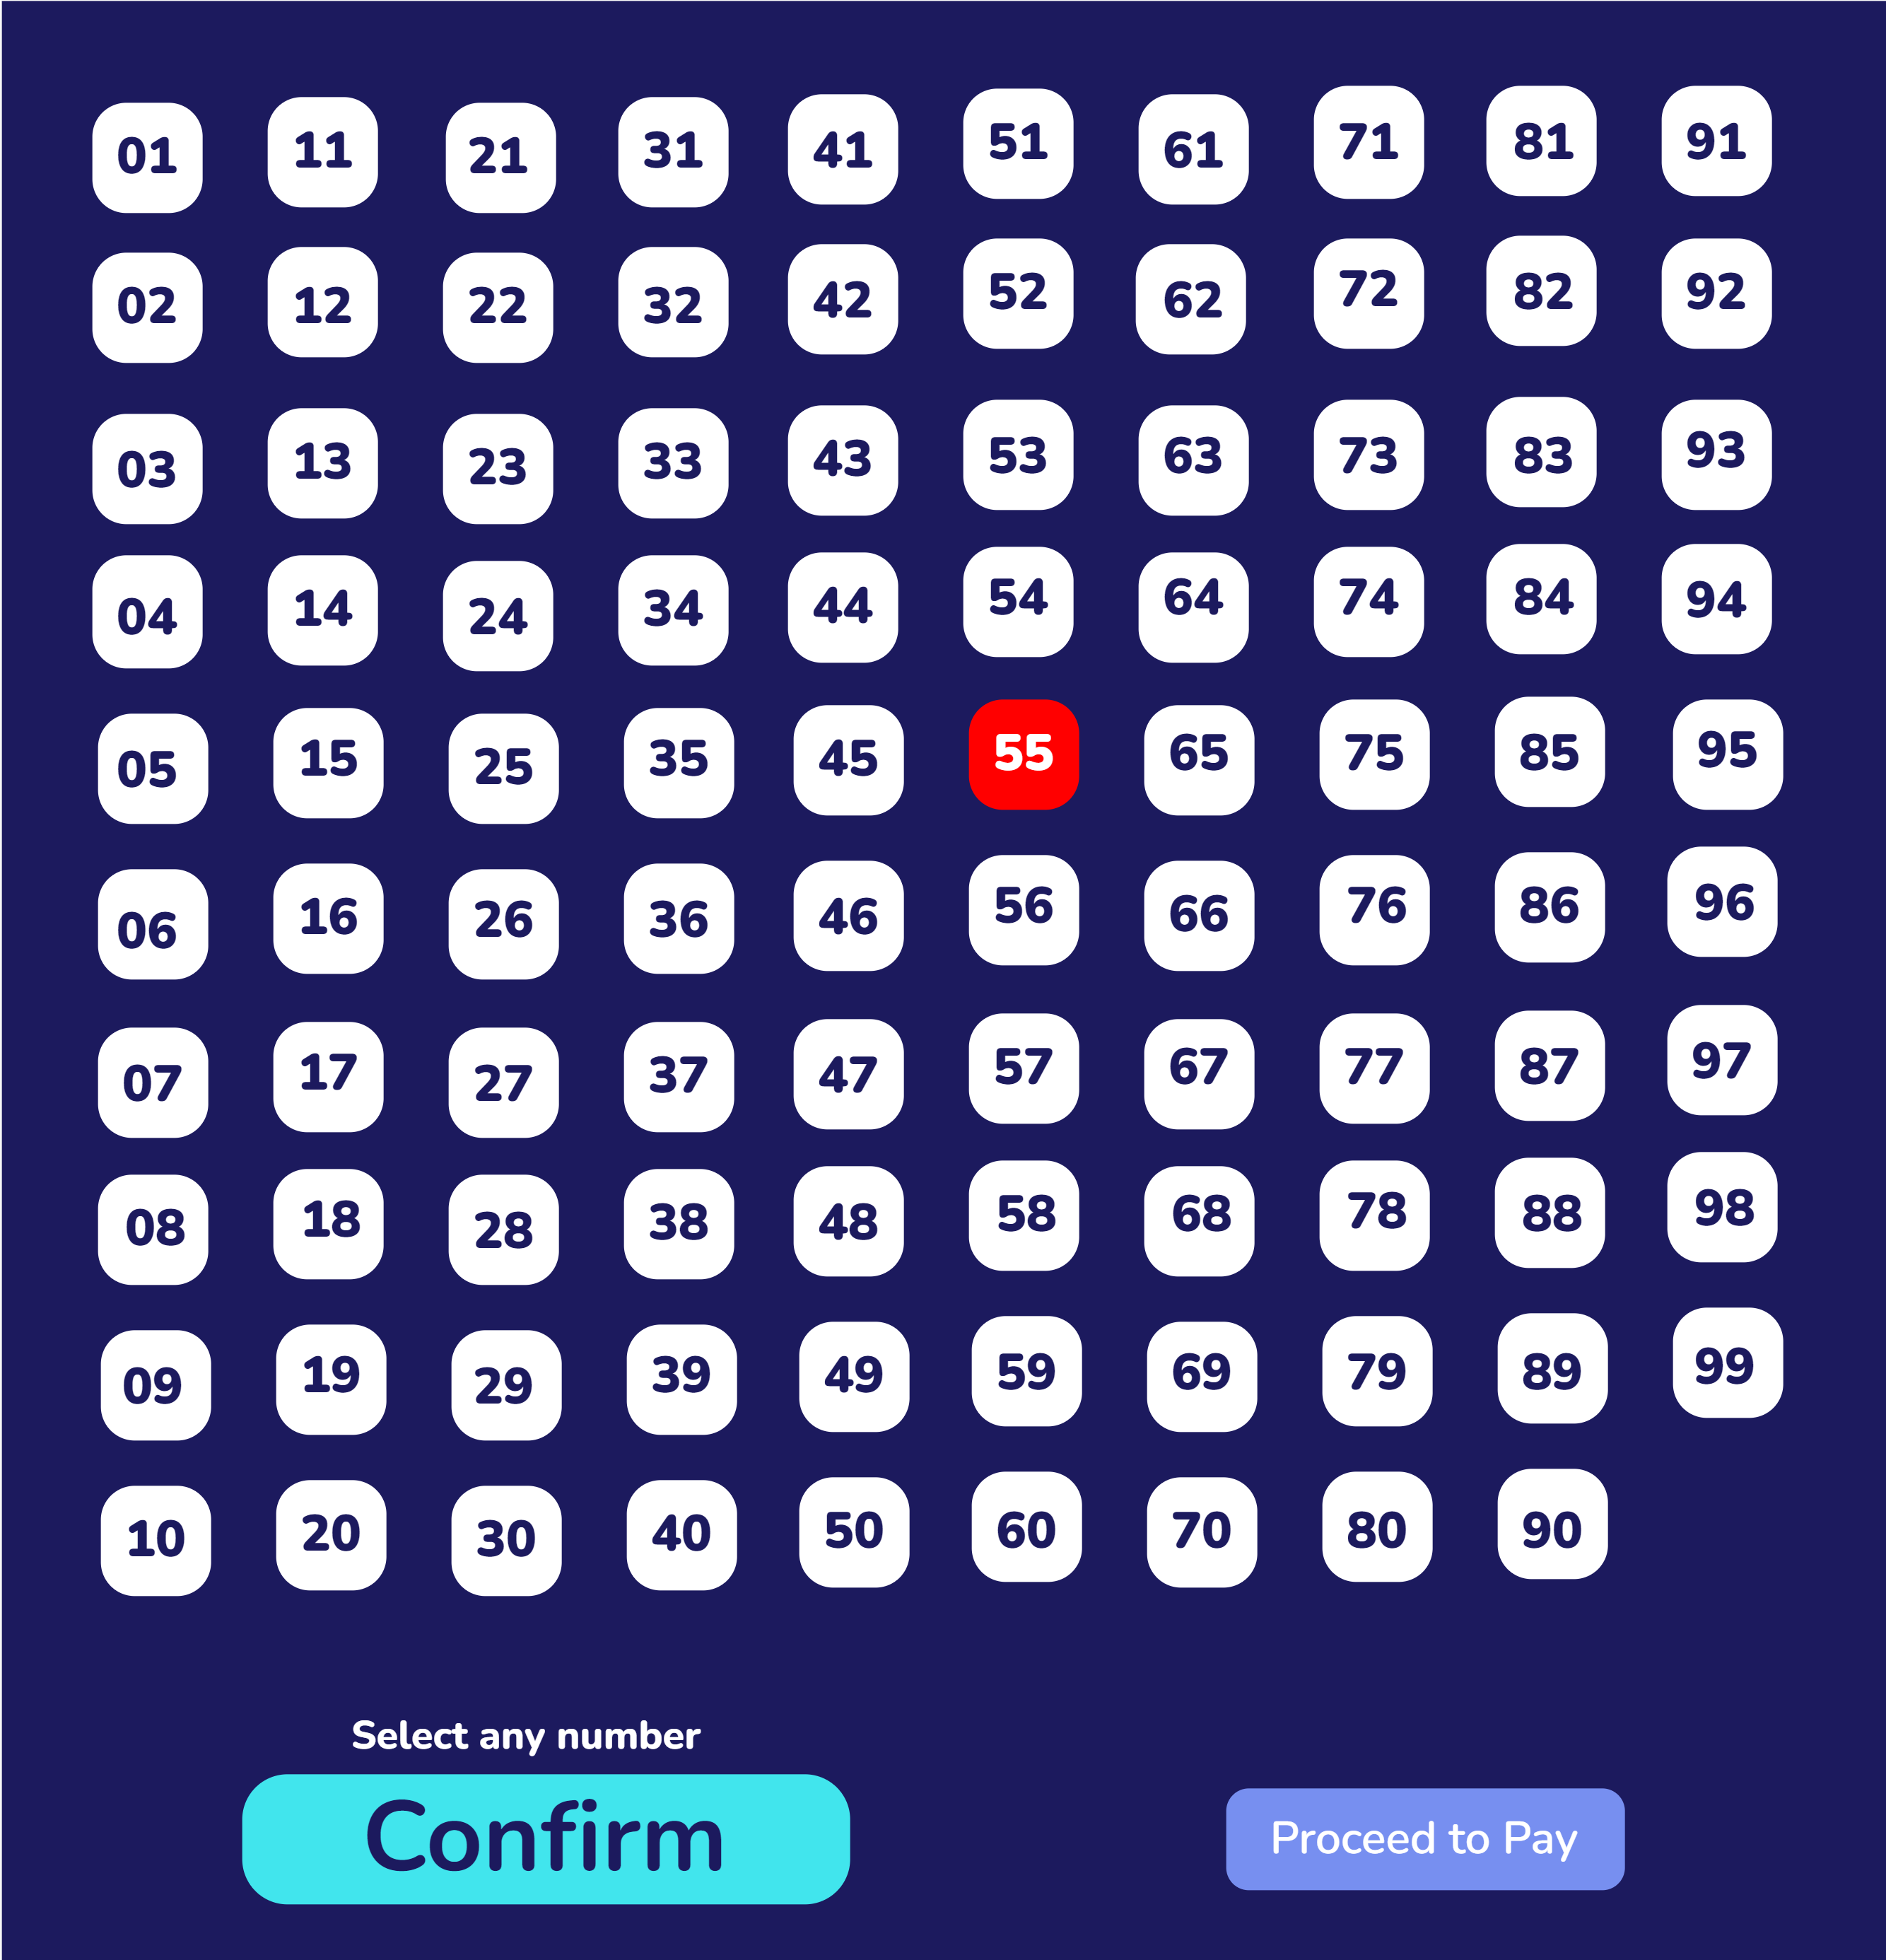 01 11 21 31 41 51 61 71 81 91
02 12 22 32 42 52 62 72 82 92
03 13 23 33 43 53 63 73 83 93
04 14 24 34 44 54 64 74 84 94
05 15 25 35 45 55 65 75 85 95
06 16 26 36 46 56 66 76 86 96
07 17 27 37 47 57 67 77 87 97
08 18 28 38 48 58 68 78 88 98
09 19 29 39 49 59 69 79 89 99
10 20 30 40 50 60 70 80 90
Select any number
Confirm
Proceed to Pay